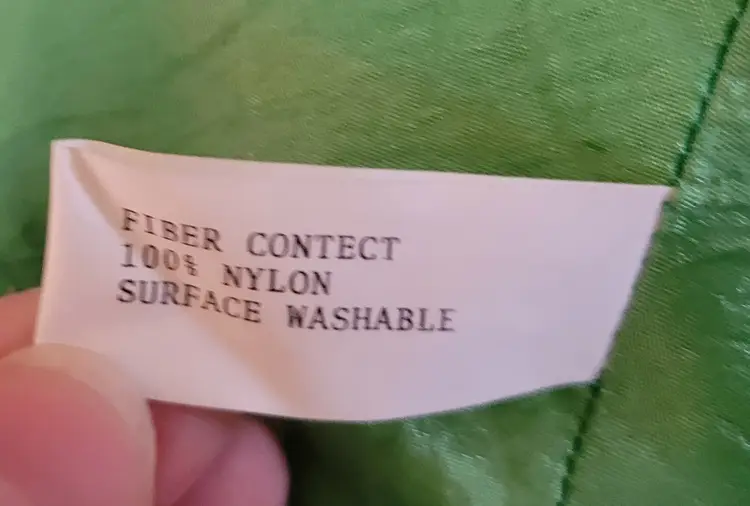 FIBER CONTECT
100% NYLON
SURFACE WASHABLE